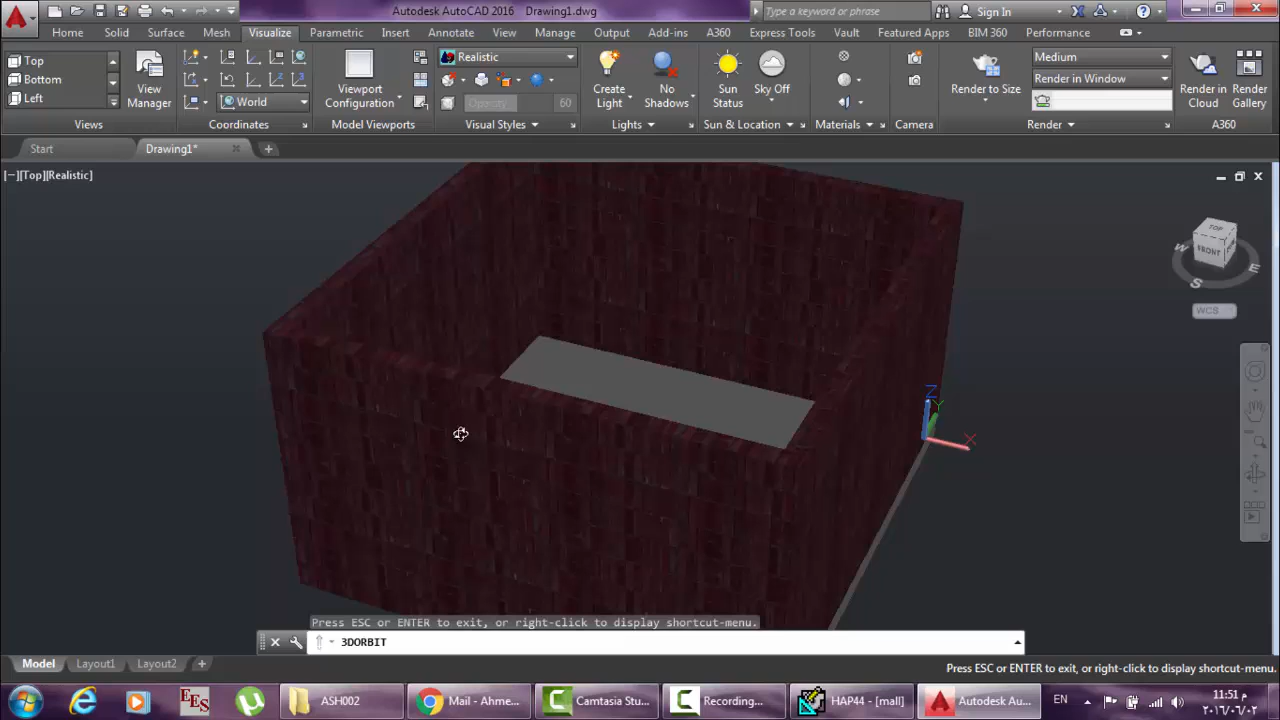 Autodesk AutoCAD 2016 Drawing1.dwg
Type a keyword or phrase
Sign In
Home Solid Surface Mesh Visualize Parametric Insert Annotate View Manage Output Add-ins A360 Express Tools Vault Featured Apps BIM 360 Performance
Top
Bottom
Left
View Manager
World
Viewport Configuration
Realistic
Opacity 60
Create Light
No Shadows
Sun Status
Sky Off
Render to Size
Medium
Render in Window
Render in Cloud
Render Gallery
Views Coordinates Model Viewports Visual Styles Lights Sun & Location Materials Camera Render A360
Start Drawing1*
[−][Top][Realistic]
TOP
FRONT
W
S
E
WCS
Z
Y
X
Press ESC or ENTER to exit, or right-click to display shortcut-menu.
3DORBIT
Model Layout1 Layout2
Press ESC or ENTER to exit, or right-click to display shortcut-menu.
EES
ASH002
Mail - Ahme...
Camtasia Stu...
Recording...
HAP44 - [mall]
Autodesk Au...
EN
11:51 م
٢٠١٦/٠٦/٠٢